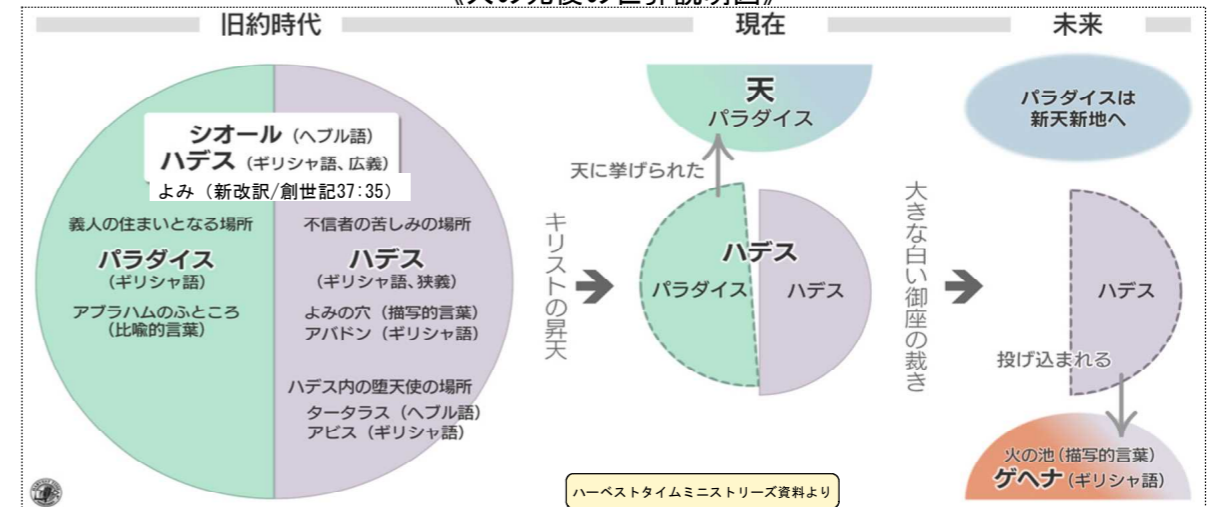 旧約時代
現在
未来
シオール（ヘブル語）
ハデス（ギリシャ語、広義）
よみ（新改訳/創世記37:35）
義人の住まいとなる場所
パラダイス
（ギリシャ語）
アブラハムのふところ
（比喩的言葉）
不信者の苦しみの場所
ハデス
（ギリシャ語、狭義）
よみの穴（描写的言葉）
アバドン（ギリシャ語）
ハデス内の堕天使の場所
タータラス（ヘブル語）
アビス（ギリシャ語）
キリストの昇天
天
パラダイス
天に挙げられた
ハデス
パラダイス
ハデス
大きな白い御座の裁き
パラダイスは
新天新地へ
ハデス
投げ込まれる
火の池（描写的言葉）
ゲヘナ（ギリシャ語）
ハーベストタイムミニストリーズ資料より